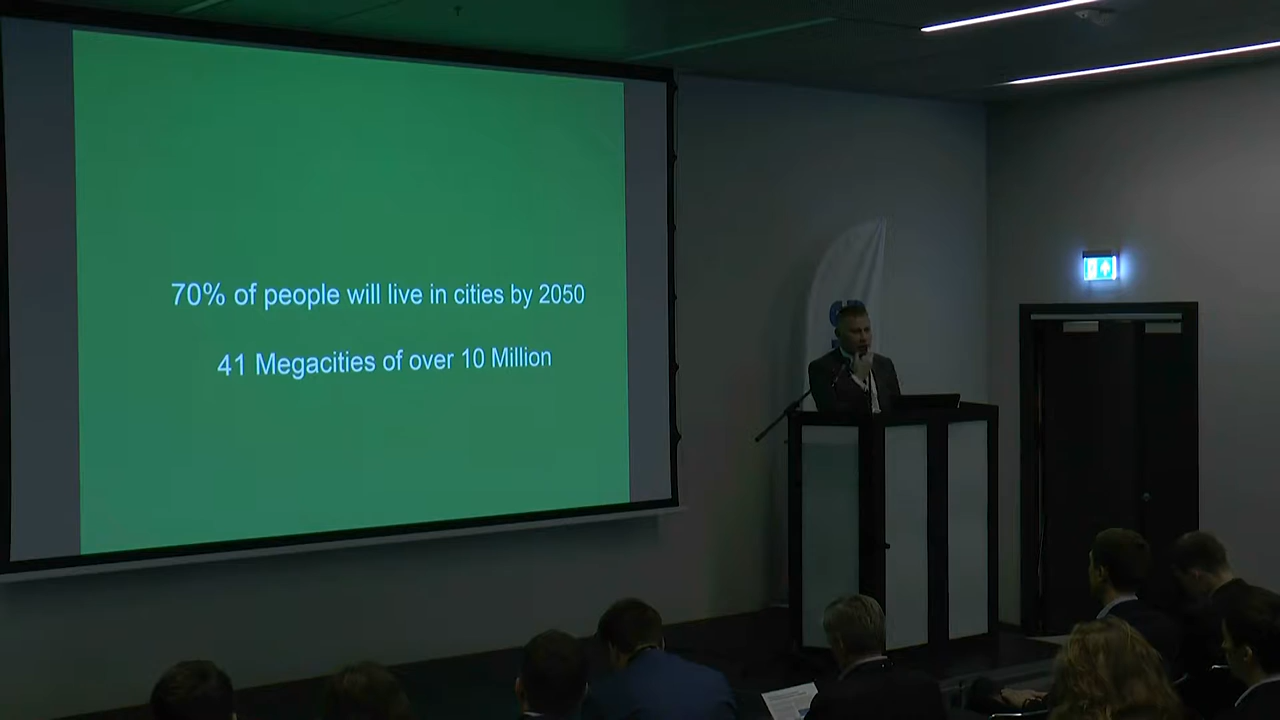 70% of people will live in cities by 2050
41 Megacities of over 10 Million